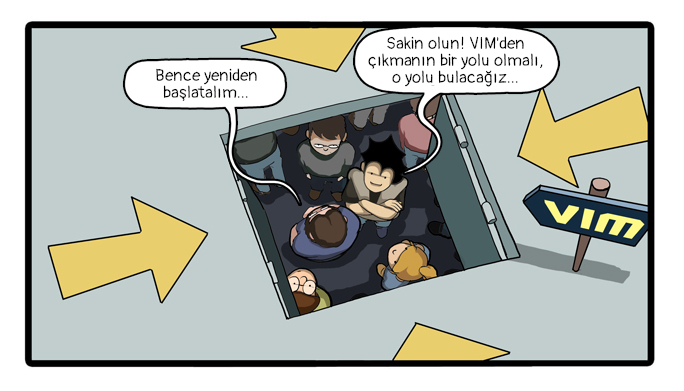 Bence yeniden
başlatalım...
Sakin olun! VIM'den
çıkmanın bir yolu olmalı,
o yolu bulacağız...
VIM